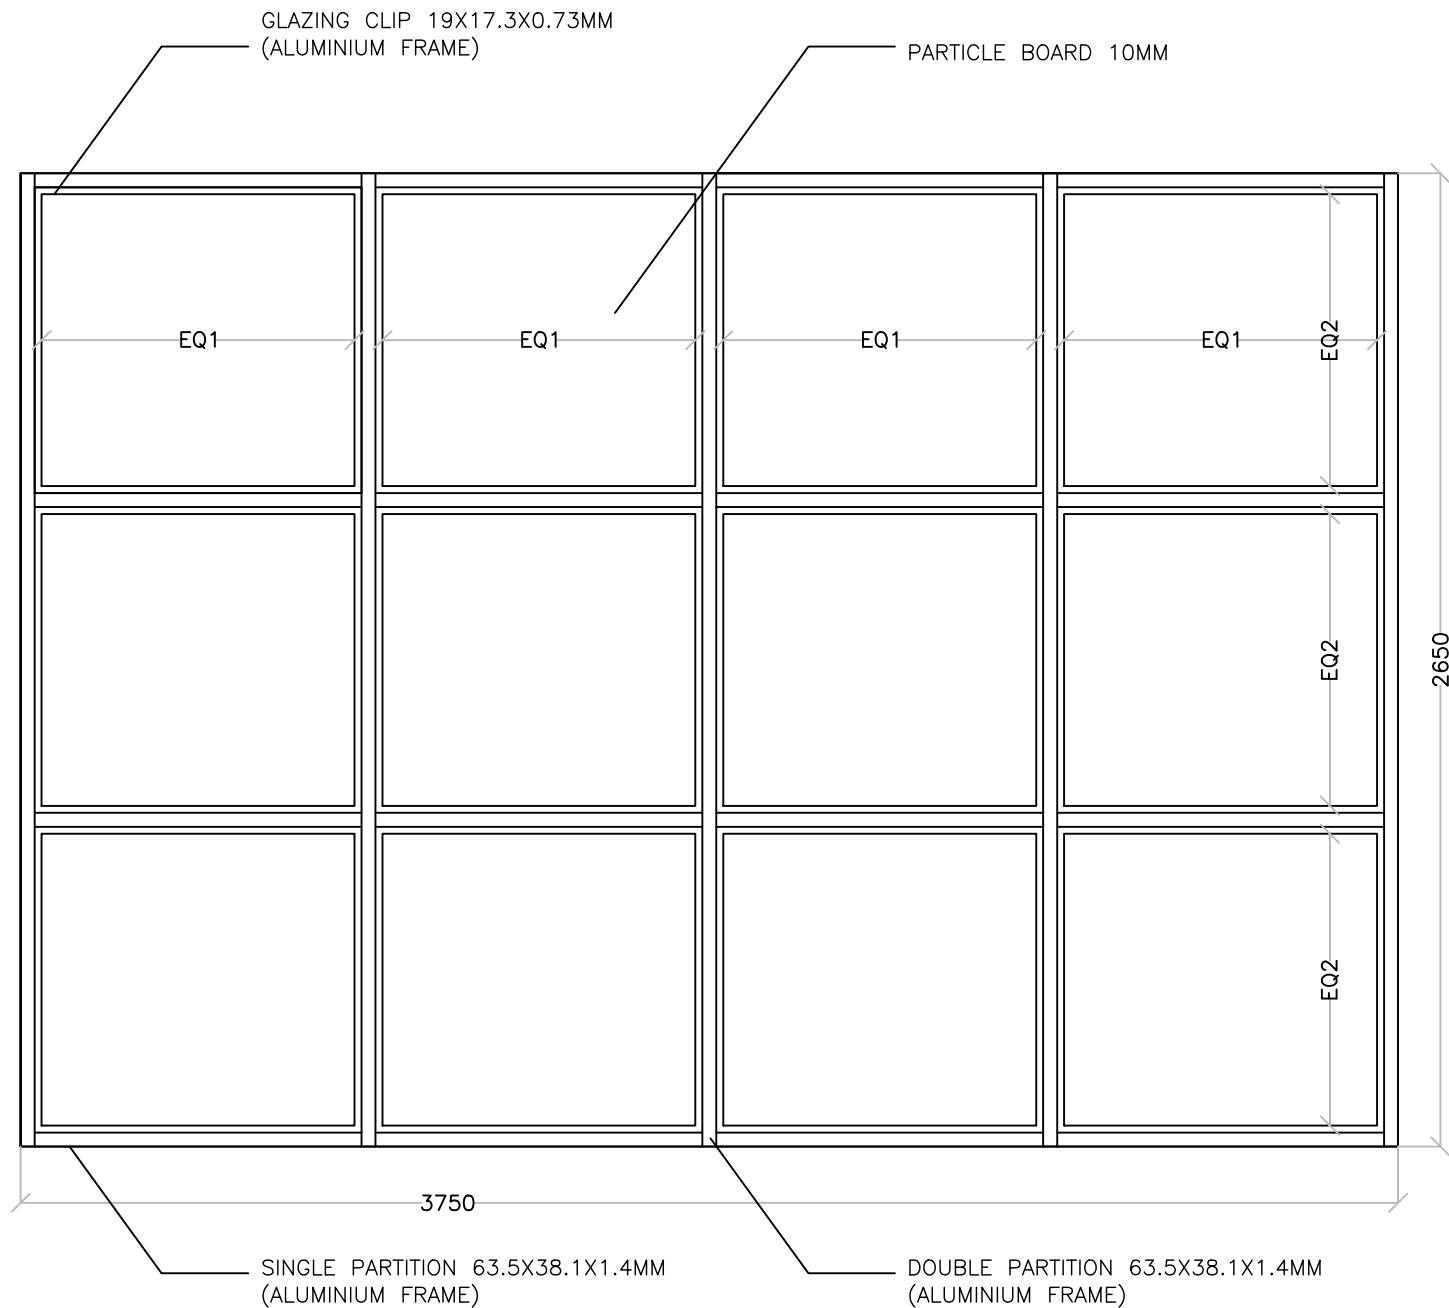 GLAZING CLIP 19X17.3X0.73MM
(ALUMINIUM FRAME)
PARTICLE BOARD 10MM
EQ1
EQ1
EQ1
EQ1
EQ2
EQ2
2650
EQ2
3750
SINGLE PARTITION 63.5X38.1X1.4MM
(ALUMINIUM FRAME)
DOUBLE PARTITION 63.5X38.1X1.4MM
(ALUMINIUM FRAME)